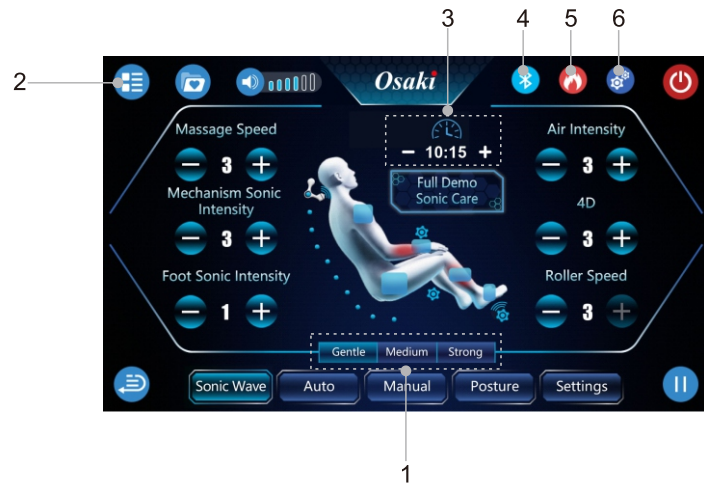 3
4
5
6
2
Osaki
Massage Speed
− 3 +
Mechanism Sonic
Intensity
− 3 +
Foot Sonic Intensity
− 1 +
− 10:15 +
Full Demo
Sonic Care
Air Intensity
− 3 +
4D
− 3 +
Roller Speed
− 3 +
Gentle Medium Strong
Sonic Wave Auto Manual Posture Settings
1